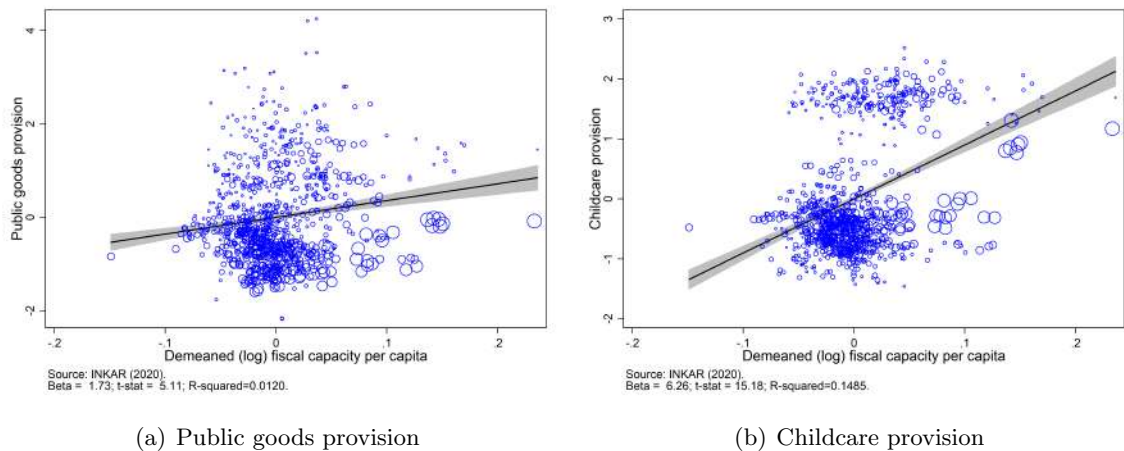 4
2
0
-2
Public goods provision
-.2
-.1
0
.1
.2
Demeaned (log) fiscal capacity per capita
Source: INKAR (2020).
Beta = 1.73; t-stat = 5.11; R-squared=0.0120.
(a) Public goods provision
3
2
1
0
-1
-2
Childcare provision
-.2
-.1
0
.1
.2
Demeaned (log) fiscal capacity per capita
Source: INKAR (2020).
Beta = 6.26; t-stat = 15.18; R-squared=0.1485.
(b) Childcare provision